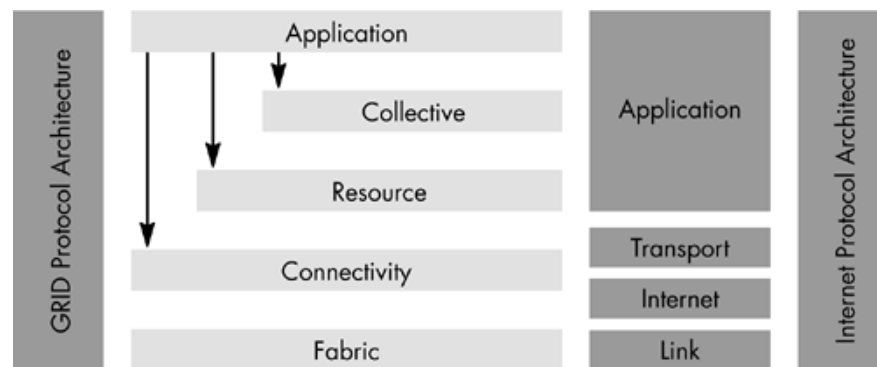 GRID Protocol Architecture
Application
Collective
Resource
Connectivity
Fabric
Application
Transport
Internet
Link
Internet Protocol Architecture